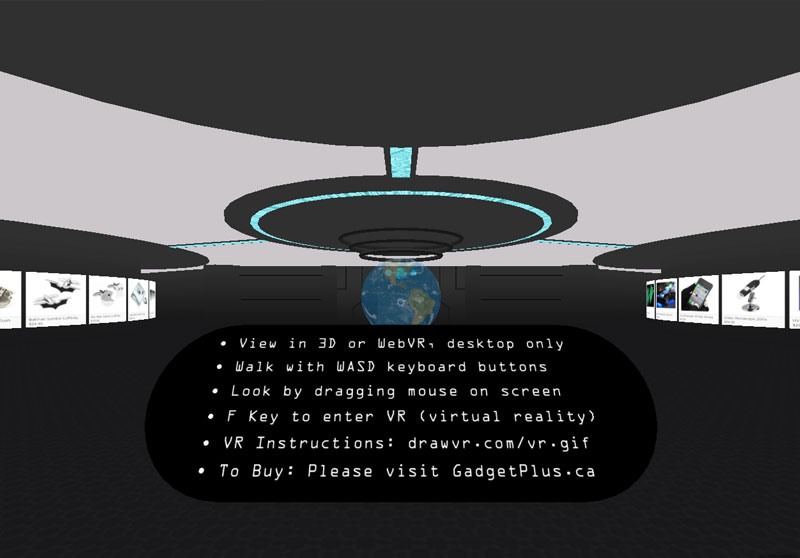 • View in 3D or WebVR, desktop only
• Walk with WASD keyboard buttons
• Look by dragging mouse on screen
• F Key to enter VR (virtual reality)
• VR Instructions: drawvr.com/vr.gif
• To Buy: Please visit GadgetPlus.ca